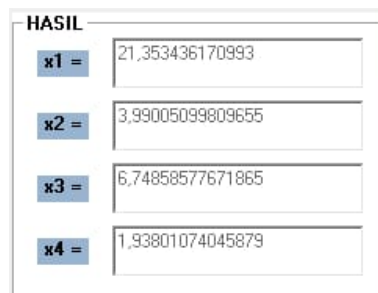 HASIL
x1 = 21,353436170993
x2 = 3,99005099809655
x3 = 6,74858577671865
x4 = 1,93801074045879